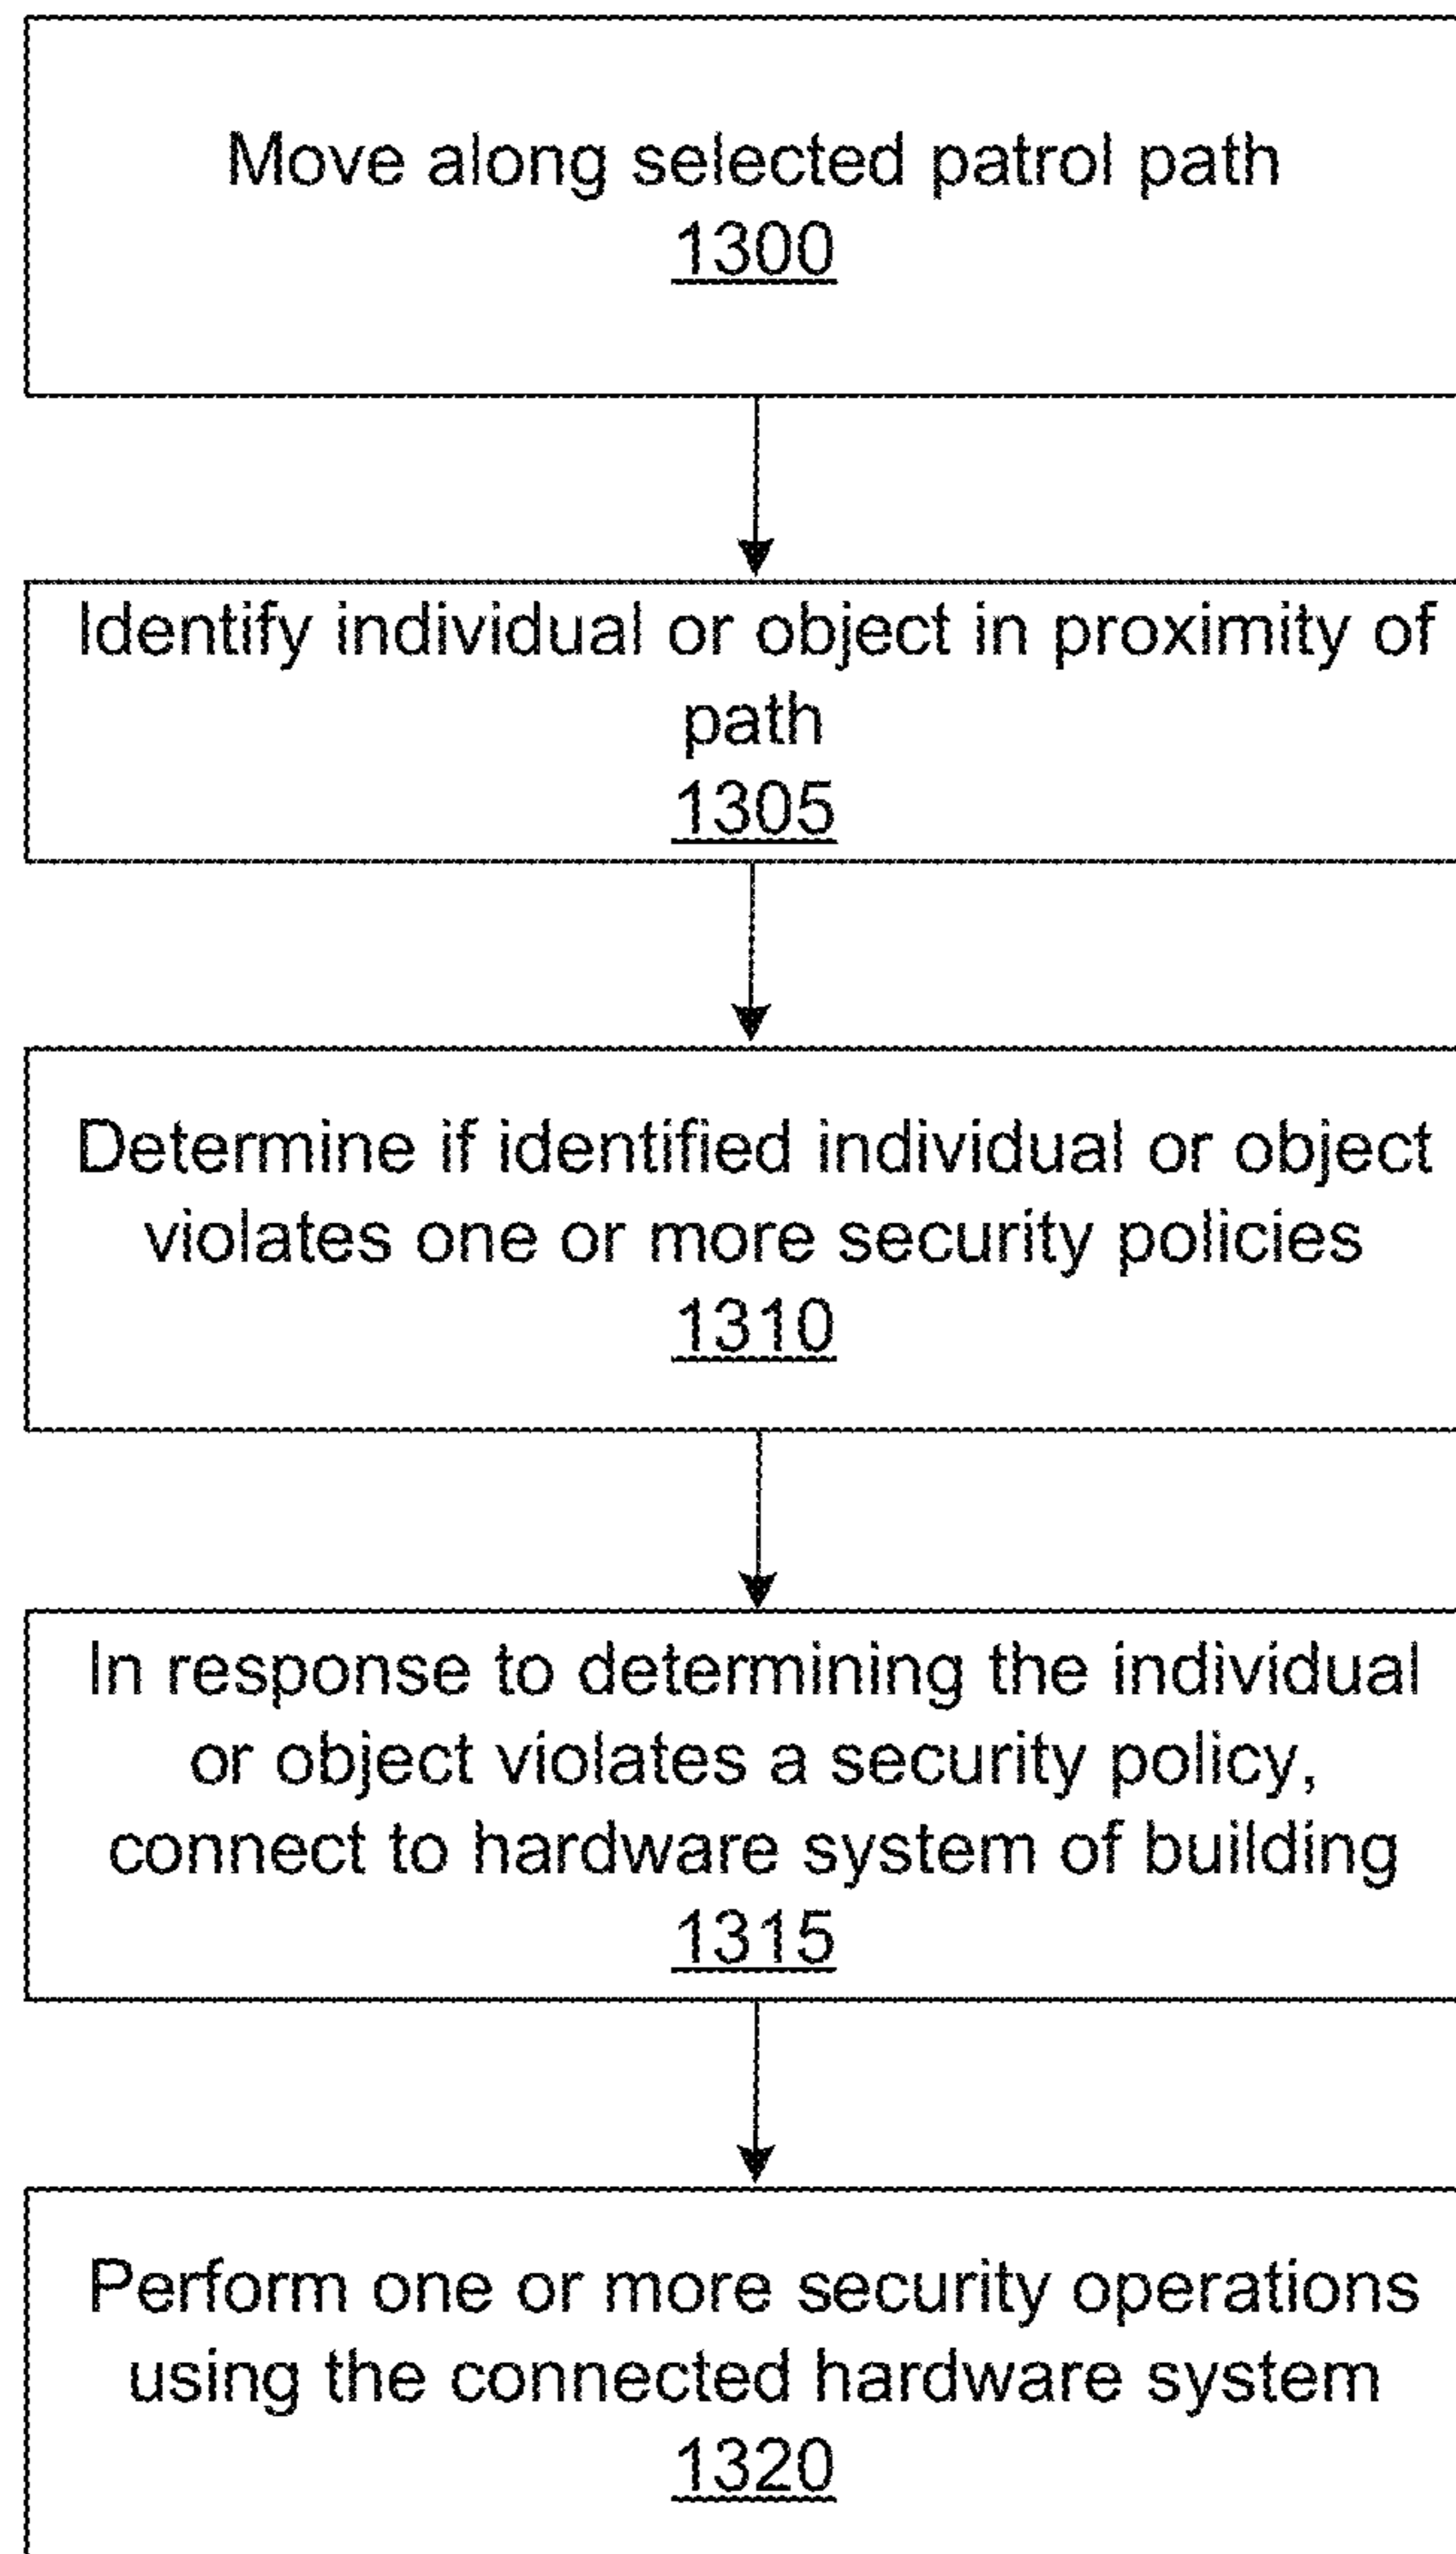 Move along selected patrol path
1300
Identify individual or object in proximity of
path
1305
Determine if identified individual or object
violates one or more security policies
1310
In response to determining the individual
or object violates a security policy,
connect to hardware system of building
1315
Perform one or more security operations
using the connected hardware system
1320